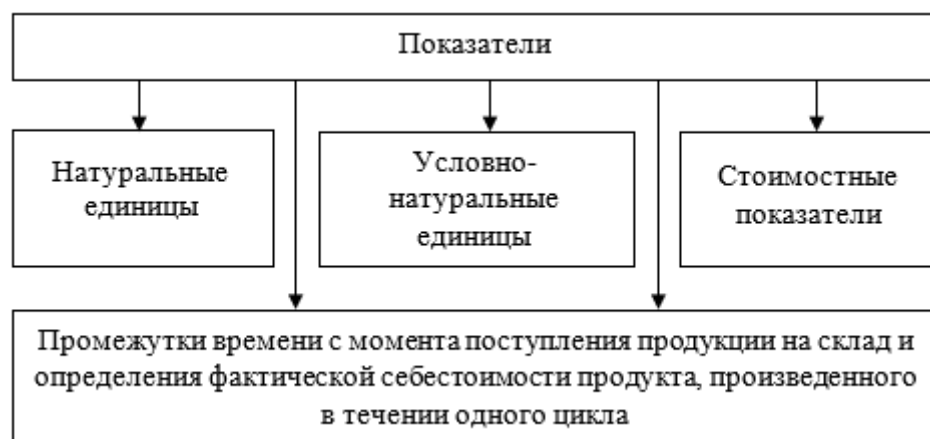 Показатели
Натуральные
единицы
Условно-
натуральные
единицы
Стоимостные
показатели
Промежутки времени с момента поступления продукции на склад и
определения фактической себестоимости продукта, произведенного
в течении одного цикла